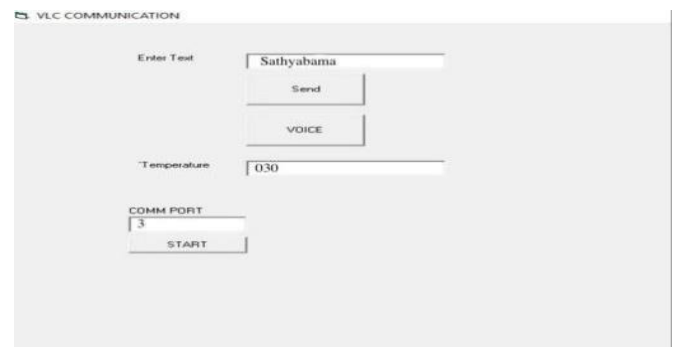 VLC COMMUNICATION
Enter Text Sathyabama
Send
VOICE
Temperature 030
COMM PORT
3
START